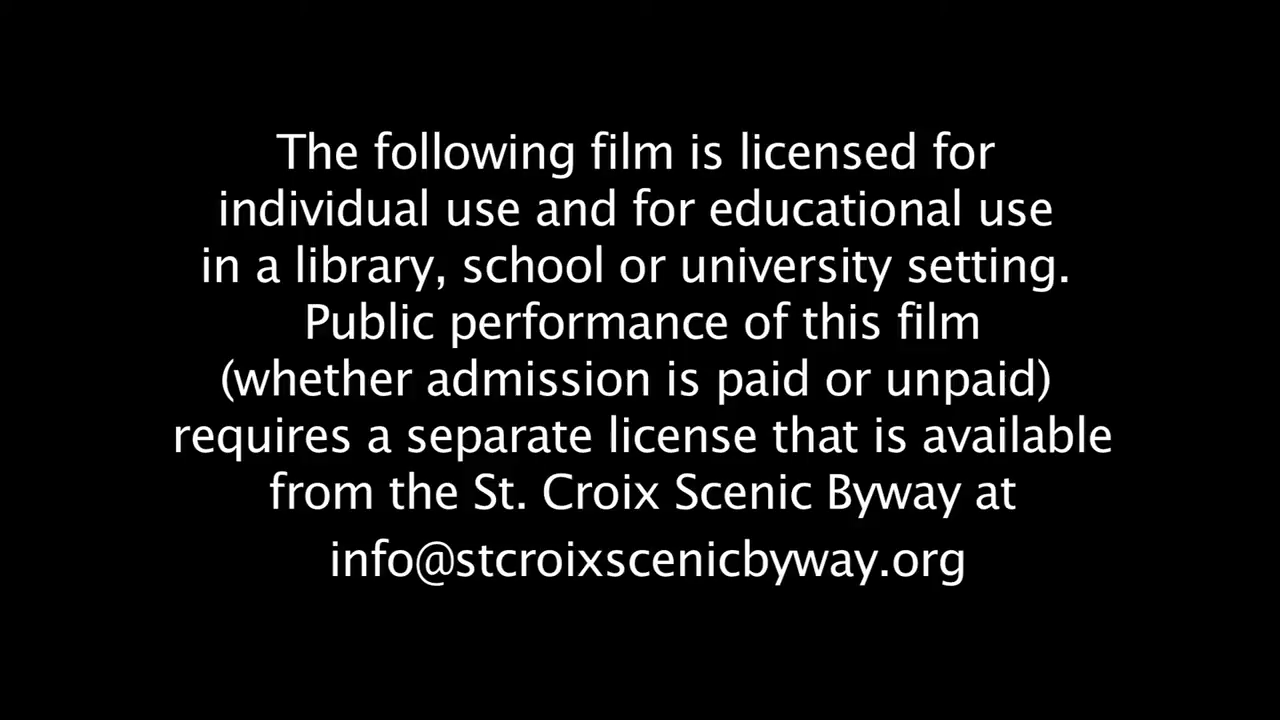 The following film is licensed for
individual use and for educational use
in a library, school or university setting.
Public performance of this film
(whether admission is paid or unpaid)
requires a separate license that is available
from the St. Croix Scenic Byway at
info@stcroixscenicbyway.org